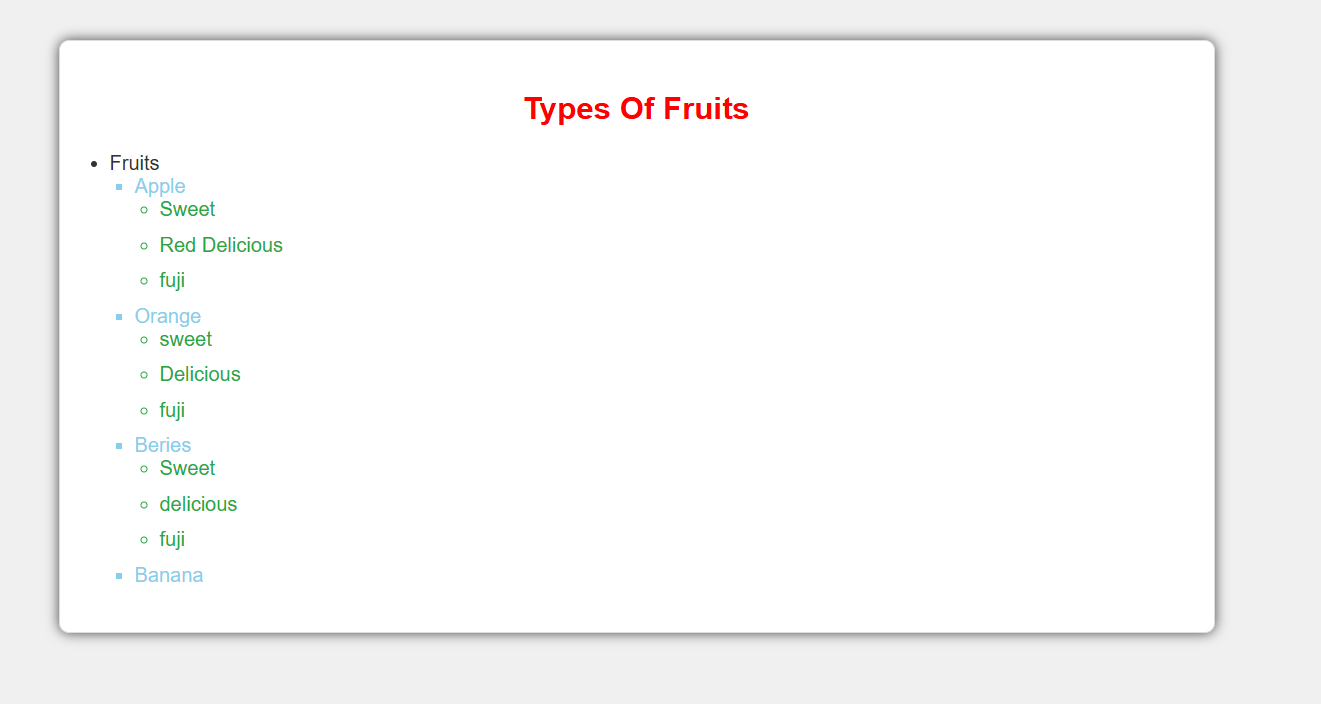 Types Of Fruits
Fruits
Apple
Sweet
Red Delicious
fuji
Orange
sweet
Delicious
fuji
Beries
Sweet
delicious
fuji
Banana